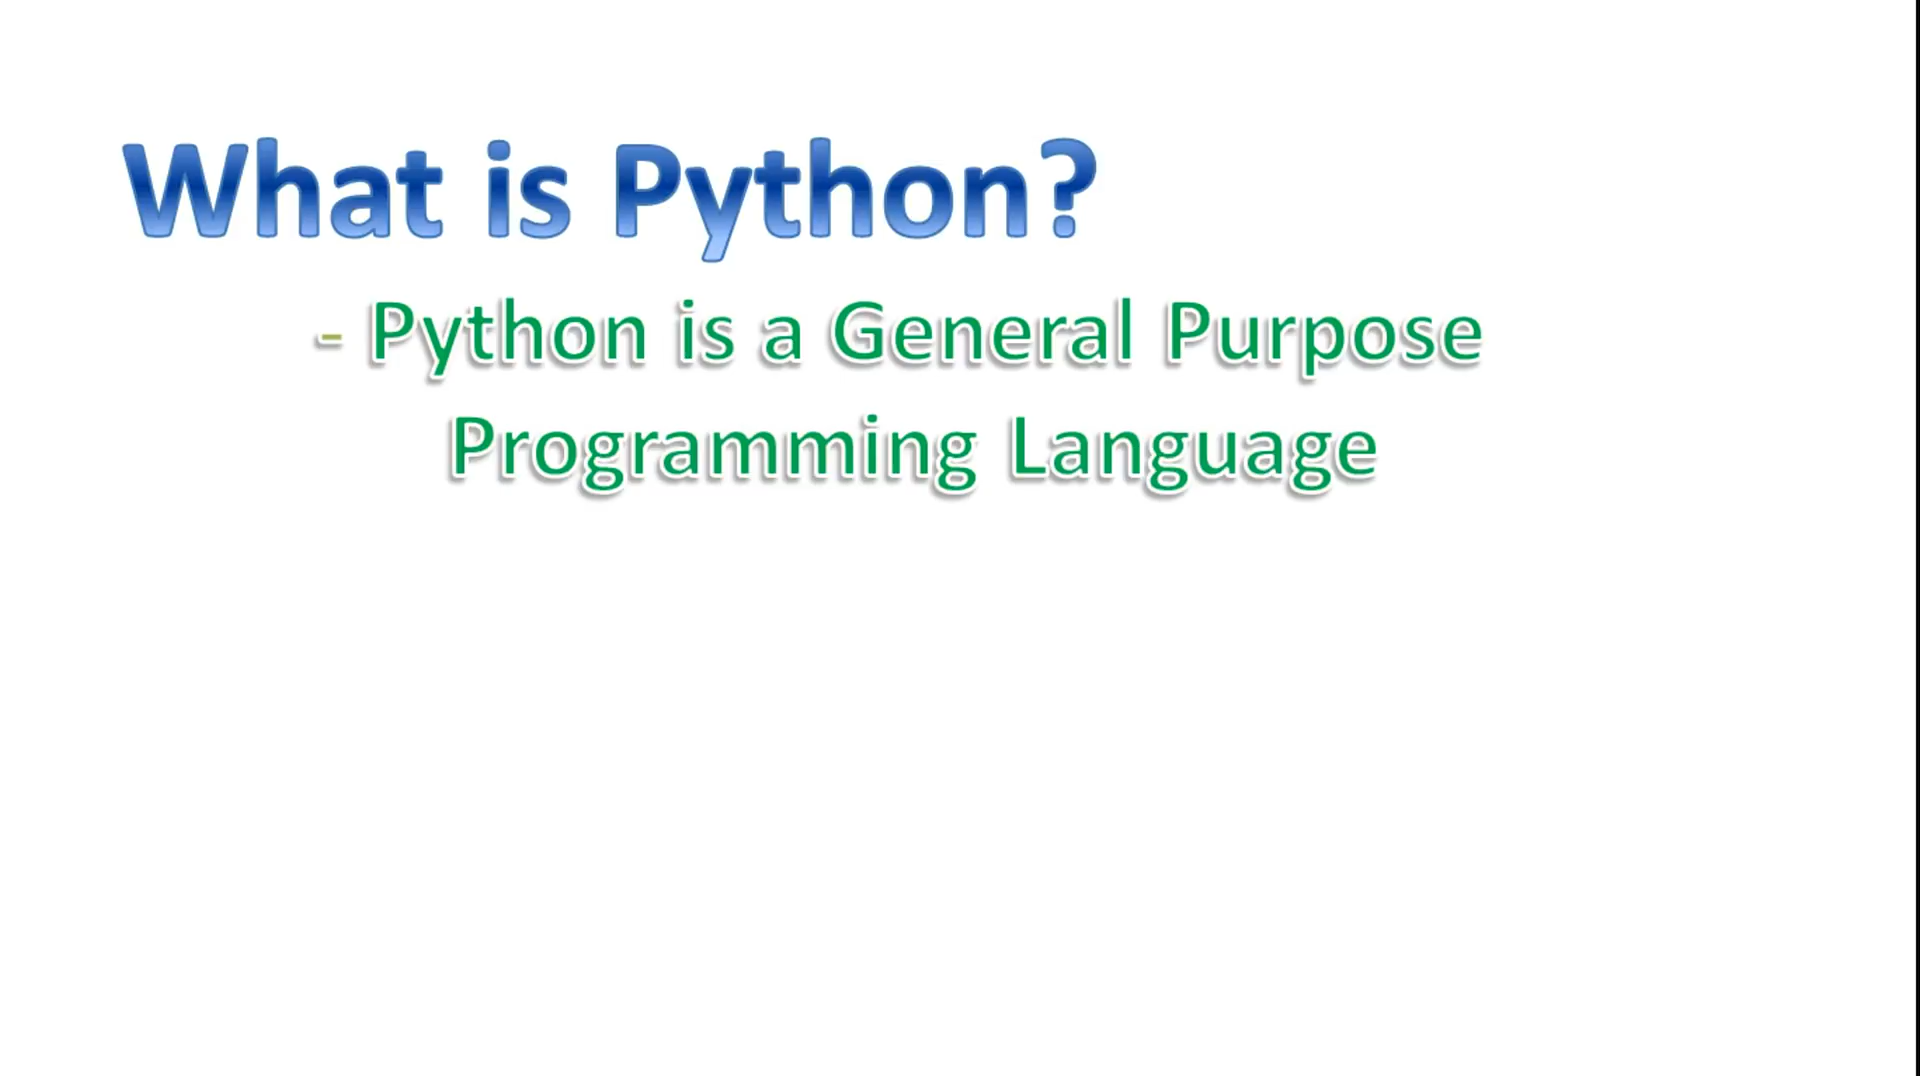 What is Python?
- Python is a General Purpose
Programming Language